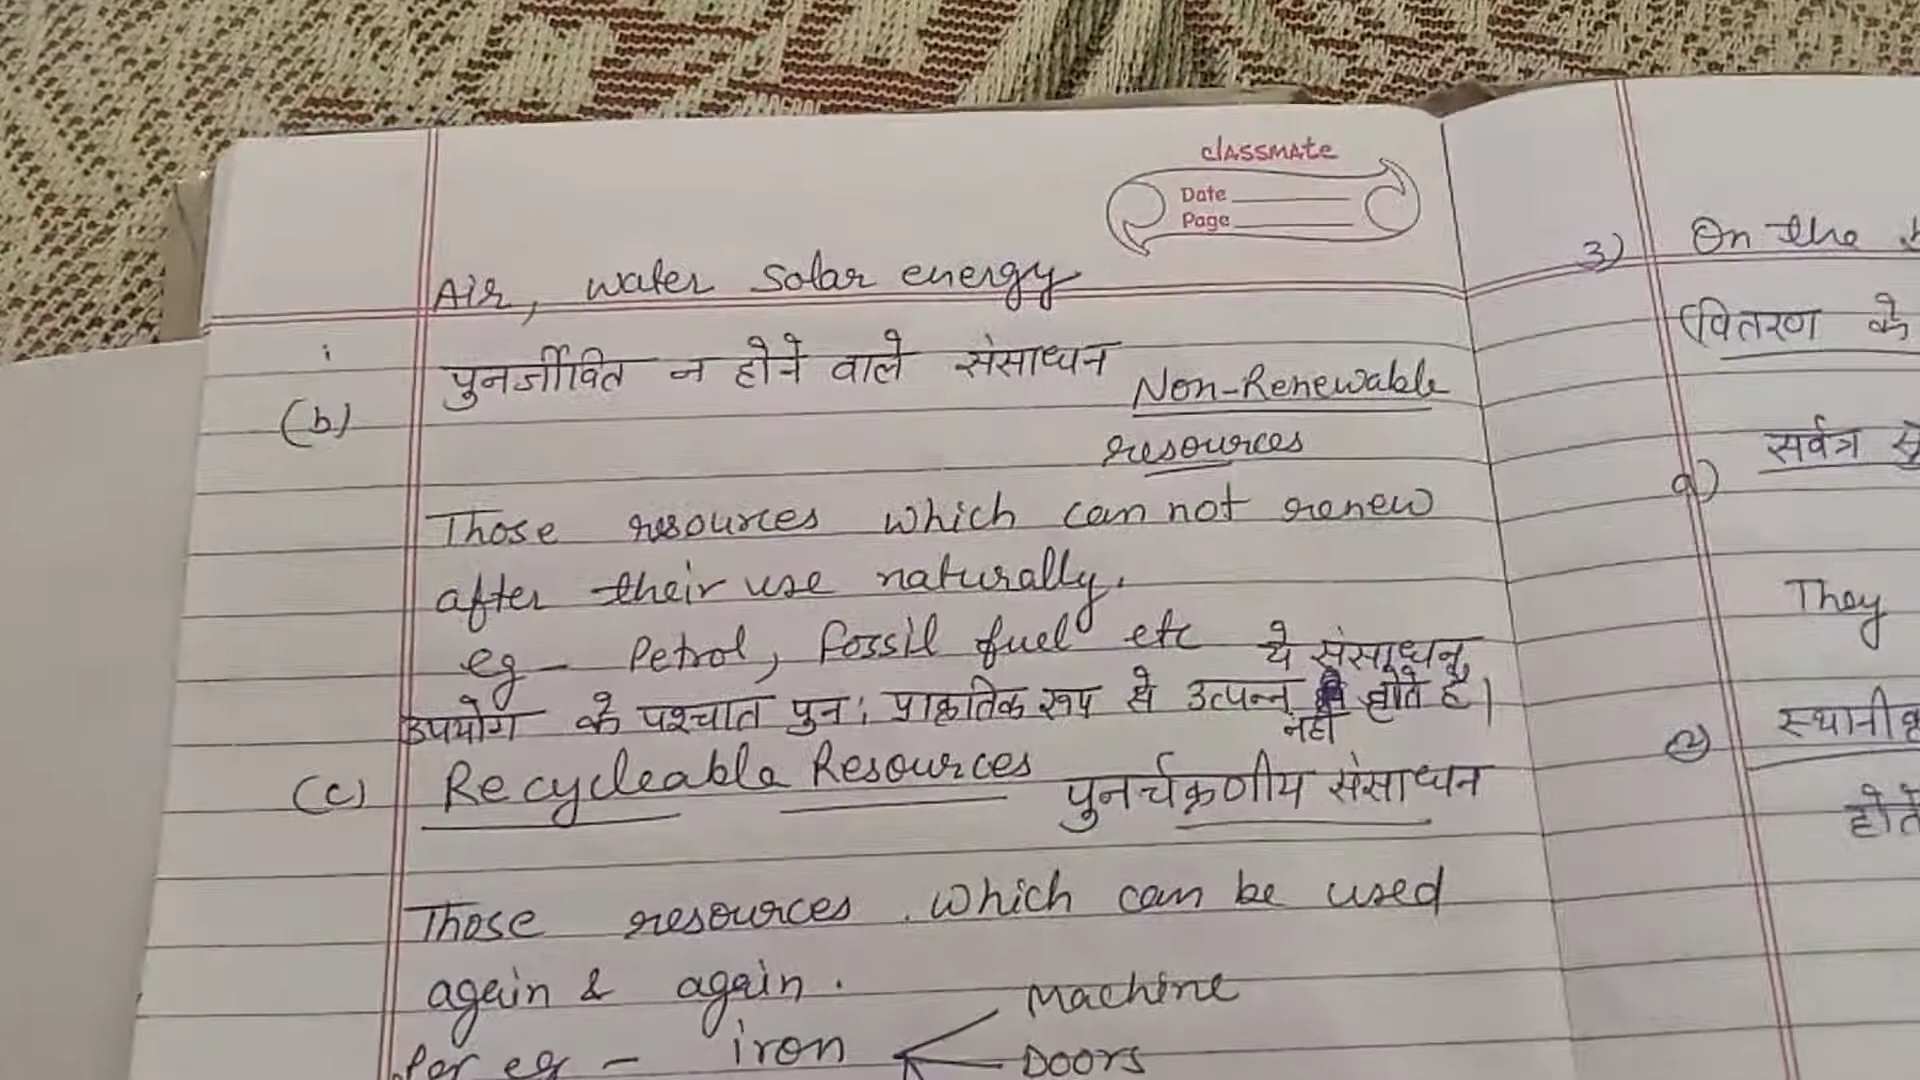 classmate
Date
Page
Air, water solar energy
पुनर्जीवित न होने वाले संसाधन
(b)
Non-Renewable
resources
Those resources which can not renew
after their use naturally.
eg - Petrol, fossil fuel etc ये संसाधन
उपयोग के पश्चात पुन: प्राकृतिक रूप से उत्पन्न नहीं होते है।
(c) Recycleable Resources पुनर्चक्रणीय संसाधन
Those resources which can be used
again & again.
for eg - iron
Machine
Doors
3) On the
(वितरण के
a) सर्वत्र
They
2) स्थानीक
होते